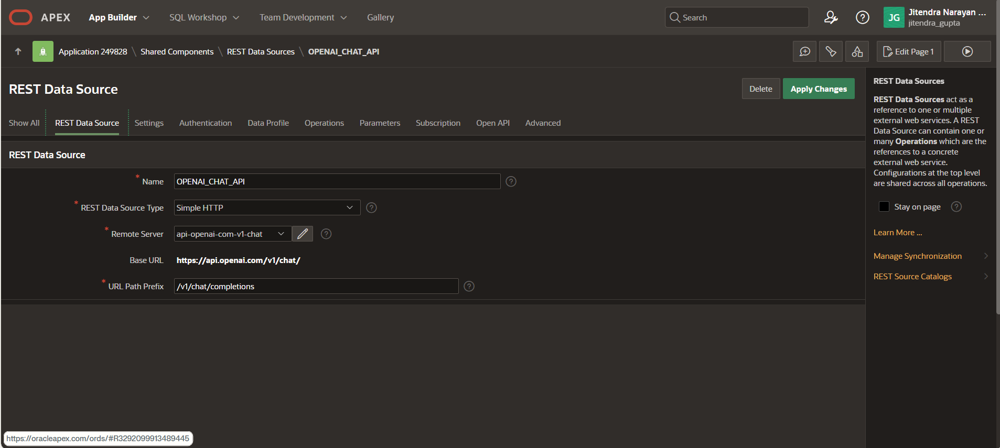 APEX App Builder SQL Workshop Team Development Gallery Search JG Jitendra Narayan ...
jitendra_gupta
Application 249828 \ Shared Components \ REST Data Sources \ OPENAI_CHAT_API Edit Page 1
REST Data Source Delete Apply Changes
Show All REST Data Source Settings Authentication Data Profile Operations Parameters Subscription Open API Advanced
REST Data Source
* Name OPENAI_CHAT_API
* REST Data Source Type Simple HTTP
* Remote Server api-openai-com-v1-chat
Base URL https://api.openai.com/v1/chat/
* URL Path Prefix /v1/chat/completions
REST Data Sources
REST Data Sources act as a
reference to one or multiple
external web services. A REST
Data Source can contain one or
many Operations which are the
references to a concrete
external web service.
Configurations at the top level
are shared across all operations.
Stay on page
Learn More ...
Manage Synchronization
REST Source Catalogs
https://oracleapex.com/ords/#R3292099913489445